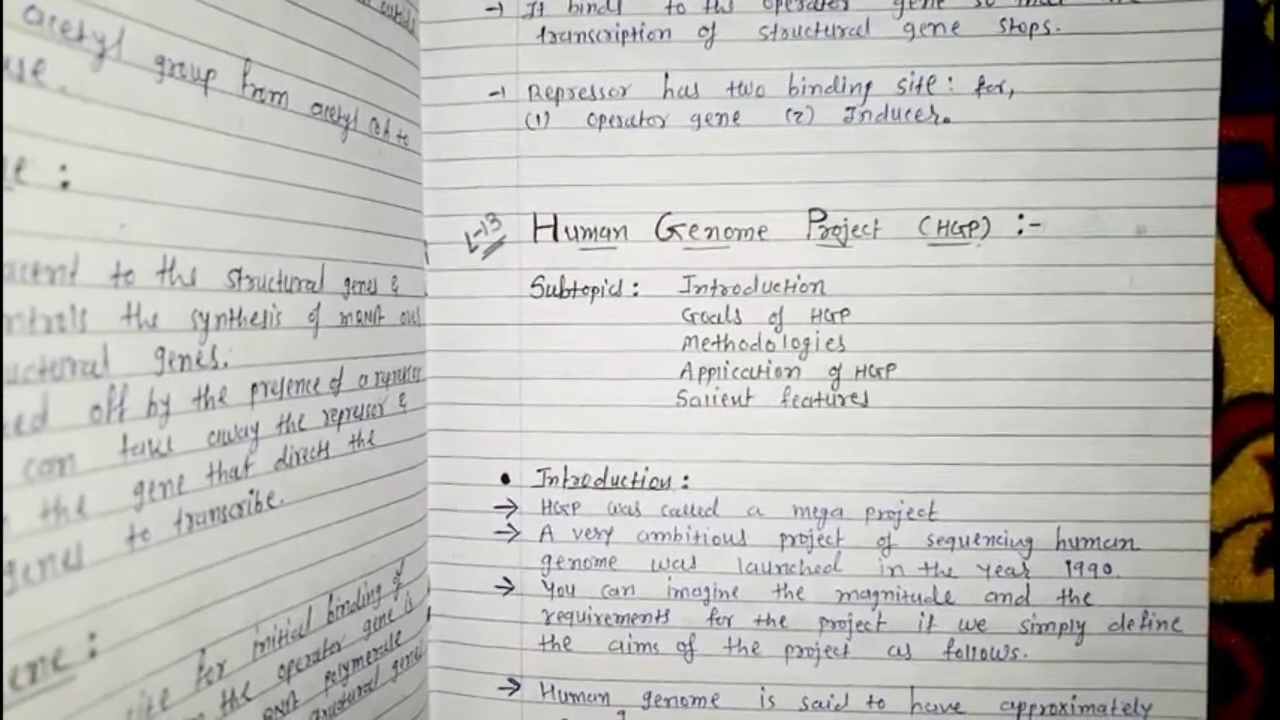 acetyl group from acetyl CoA to
use.
acent to the structural genes &
ntrols the synthesis of mRNA
uctural genes.
ed off by the presence of a repressor
can take away the repressor &
the gene that directs the
genes to transcribe.
ene :
site for initial binding of
the operator gene is
RNA polymerase
structural genes
→ It binds to the operator gene so that
transcription of structural gene stops.
→ Repressor has two binding site: for,
(1) operator gene (2) Inducer.
L-13
Human Genome Project (HGP) :-
Subtopics : Introduction
Goals of HGP
Methodologies
Application of HGP
Salient features
• Introduction :
→ HGP was called a mega project
→ A very ambitious project of sequencing human
genome was launched in the year 1990.
→ You can imagine the magnitude and the
requirements for the project if we simply define
the aims of the project as follows.
→ Human genome is said to have approximately